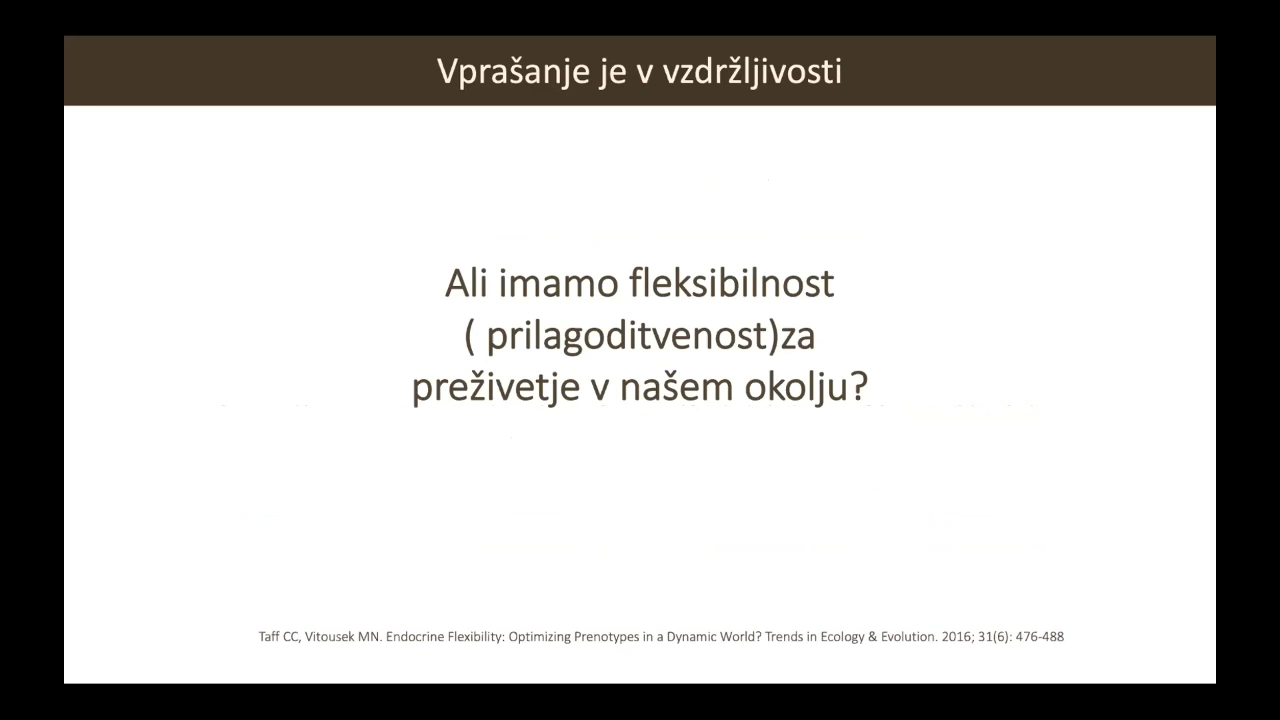 Vprašanje je v vzdržljivosti
Ali imamo fleksibilnost
( prilagoditvenost)za
preživetje v našem okolju?
Taff CC, Vitousek MN. Endocrine Flexibility: Optimizing Prenotypes in a Dynamic World? Trends in Ecology & Evolution. 2016; 31(6): 476-488